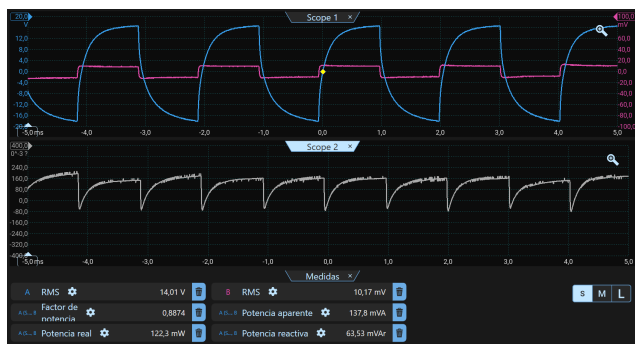 Scope 1 ×
20,0
V
12,0
8,0
4,0
0,0
-4,0
-8,0
-12,0
-16,0
100,0
mV
60,0
40,0
20,0
0,0
-20,0
-40,0
-60,0
-80,0
-100,0
-5,0 ms -4,0 -3,0 -2,0 -1,0 0,0 1,0 2,0 3,0 4,0 5,0
Scope 2 ×
400,0
240,0
160,0
80,0
0,0
-80,0
-160,0
-240,0
-320,0
-400,0
-5,0 ms -4,0 -3,0 -2,0 -1,0 0,0 1,0 2,0 3,0 4,0 5,0
Medidas ×
A RMS 14,01 V
B RMS 10,17 mV
S M L
Factor de potencia 0,8874
Potencia aparente 137,8 mVA
Potencia real 122,3 mW
Potencia reactiva 63,53 mVAr